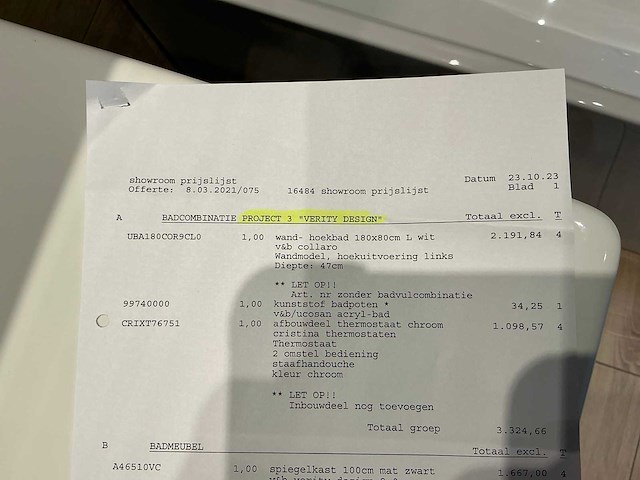 showroom prijslijst Datum 23.10.23
Offerte: 8.03.2021/075 16484 showroom prijslijst Blad 1
A BADCOMBINATIE PROJECT 3 "VERITY DESIGN" Totaal excl. T
UBA180COR9CL0 1,00 wand- hoekbad 180x80cm L wit 2.191,84 4
v&b collaro
Wandmodel, hoekuitvoering links
Diepte: 47cm
** LET OP!!
Art. nr zonder badvulcombinatie
99740000 1,00 kunststof badpoten * 34,25 1
v&b/ucosan acryl-bad
CRIXT76751 1,00 afbouwdeel thermostaat chroom 1.098,57 4
cristina thermostaten
Thermostaat
2 omstel bediening
staafhandouche
kleur chroom
** LET OP!!
Inbouwdeel nog toevoegen
Totaal groep 3.324,66
B BADMEUBEL Totaal excl. T
A46510VC 1,00 spiegelkast 100cm mat zwart 1.667,00 4
v&b verity design